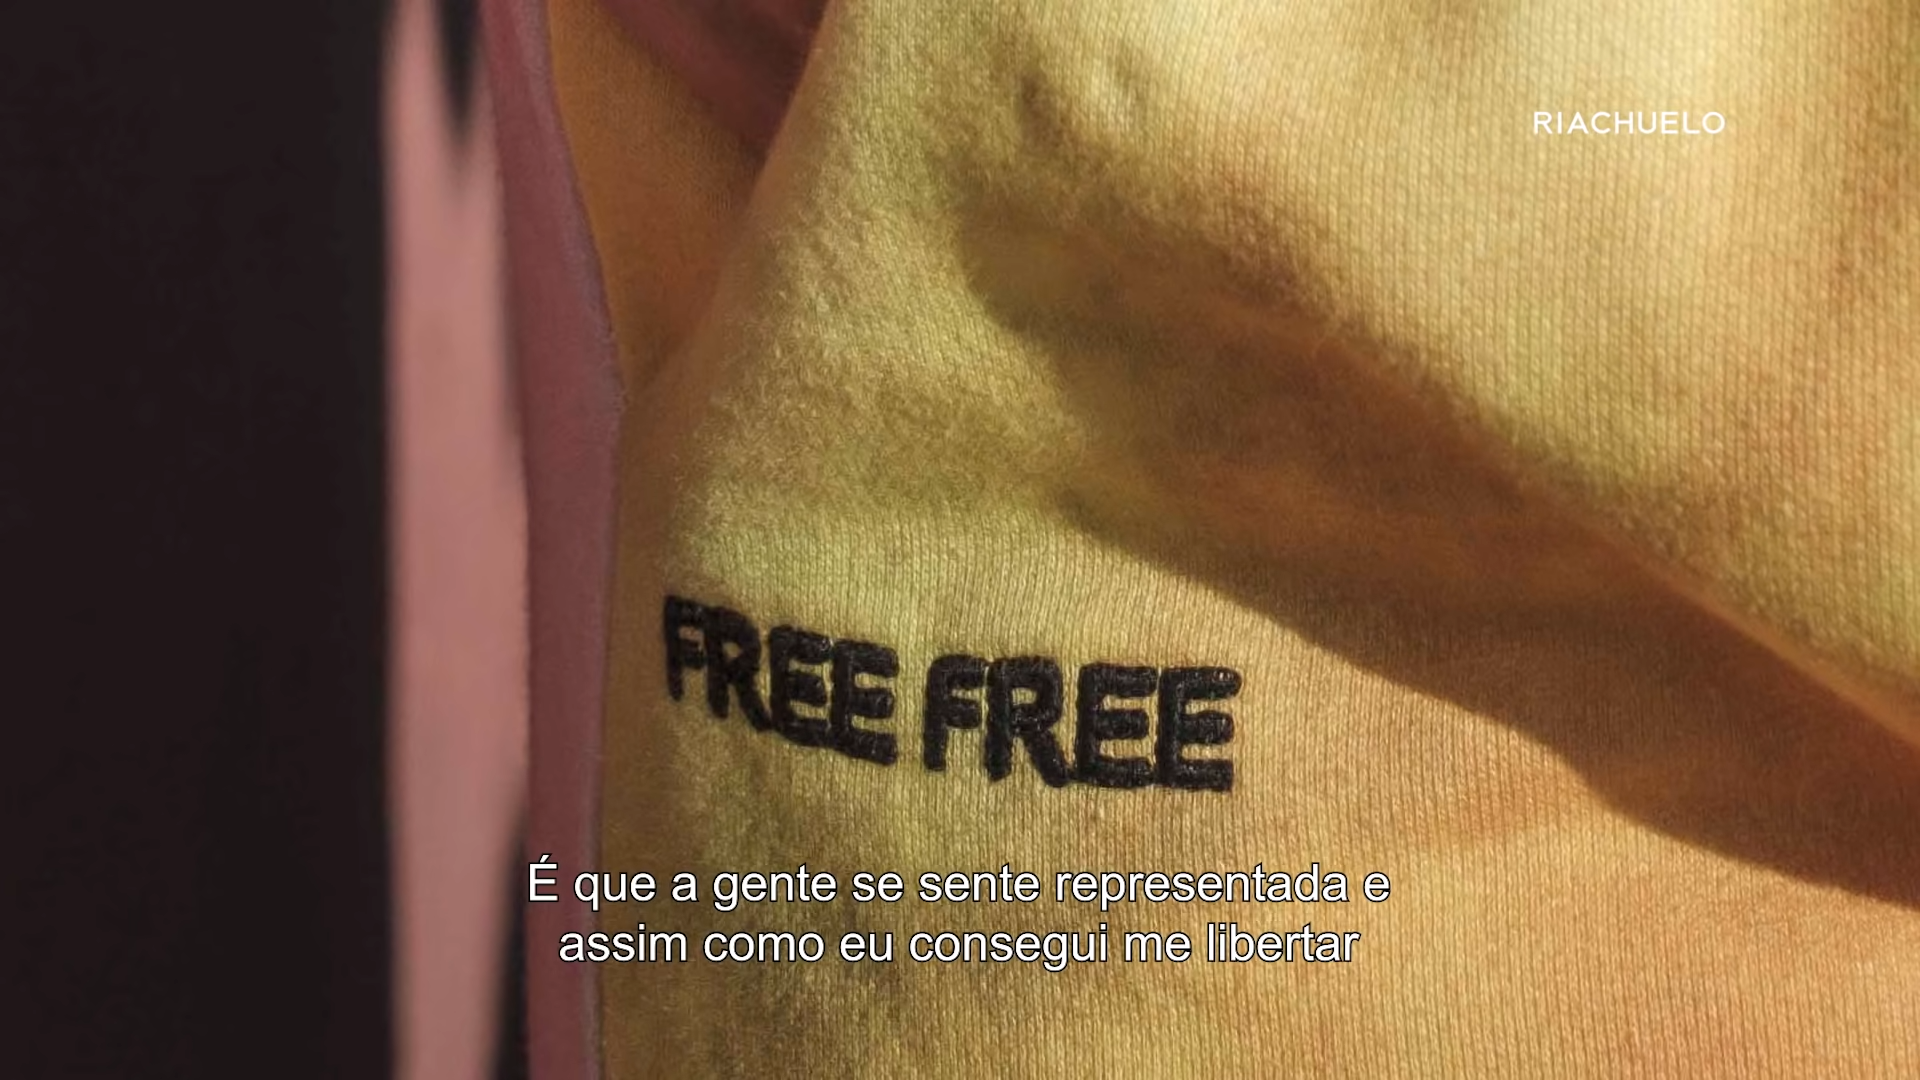 RIACHUELO
FREE FREE
É que a gente se sente representada e
assim como eu consegui me libertar